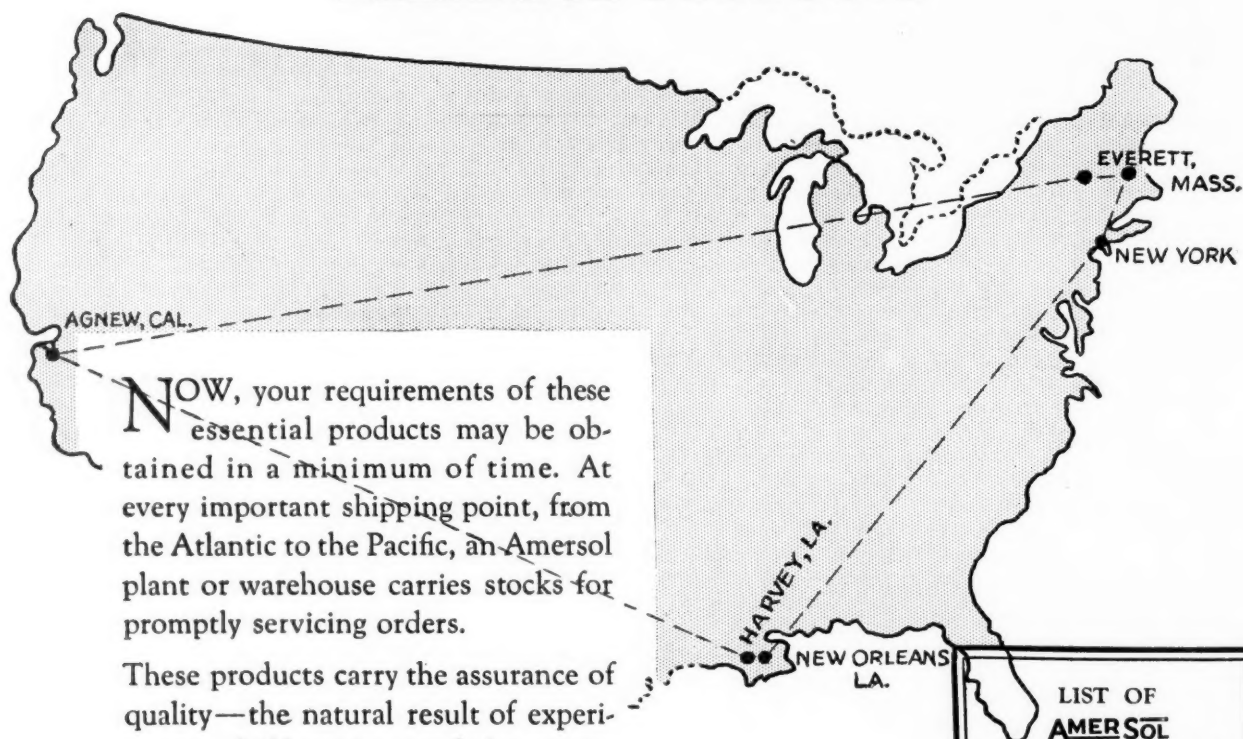 EVERETT,
MASS.
NEW YORK
AGNEW, CAL.
NOW, your requirements of these
essential products may be ob-
tained in a minimum of time. At
every important shipping point, from
the Atlantic to the Pacific, an Amersol
plant or warehouse carries stocks for
promptly servicing orders.
HARVEY, LA.
NEW ORLEANS
LA.
These products carry the assurance of
quality—the natural result of experi-
LIST OF
AMERSOL